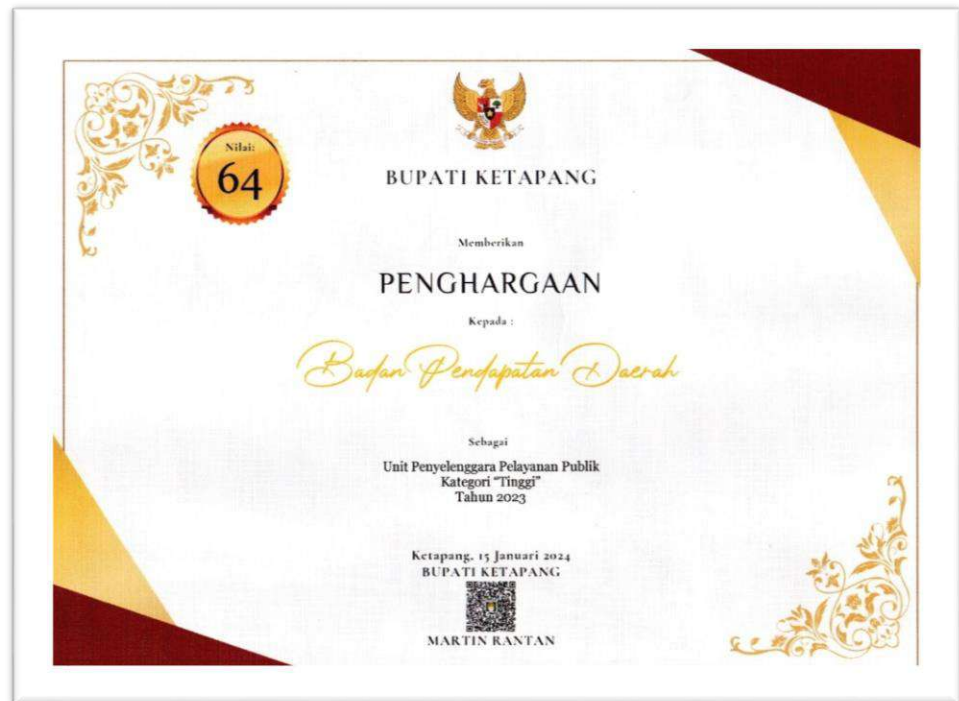 Nilai:
64
BUPATI KETAPANG
Memberikan
PENGHARGAAN
Kepada :
Badan Pendapatan Daerah
Sebagai
Unit Penyelenggara Pelayanan Publik
Kategori “Tinggi”
Tahun 2023
Ketapang, 15 Januari 2024
BUPATI KETAPANG
MARTIN RANTAN